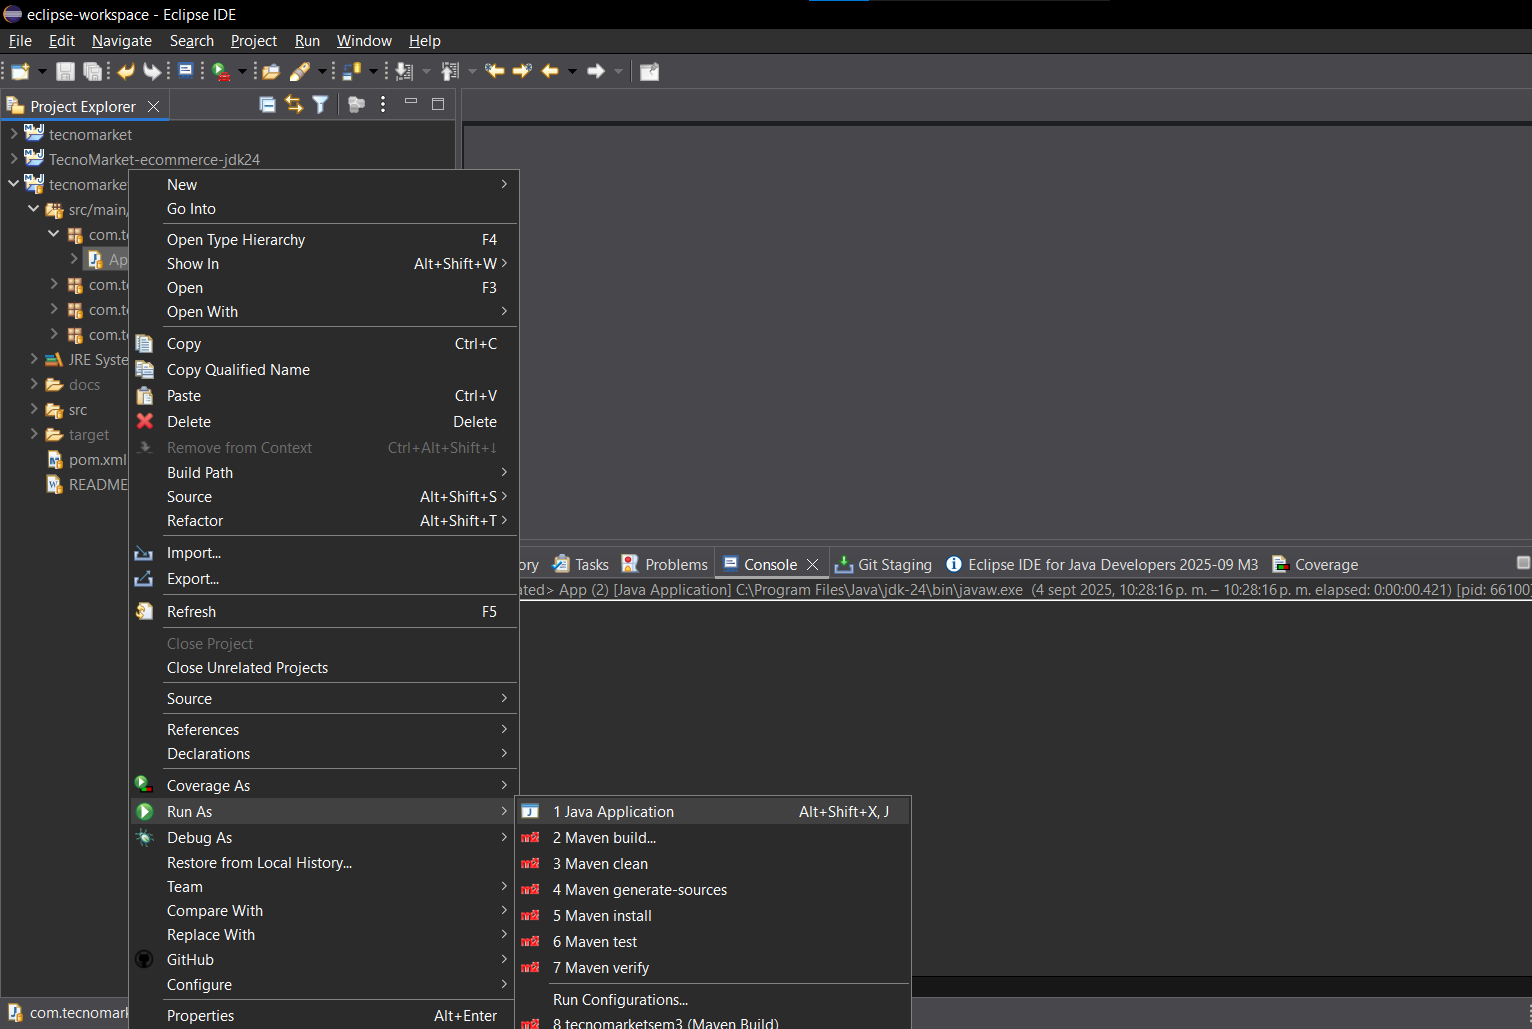 eclipse-workspace - Eclipse IDE
File Edit Navigate Search Project Run Window Help
Project Explorer
tecnomarket
TecnoMarket-ecommerce-jdk24
tecnomarke
src/main/
com.te
Ap
com.te
com.te
com.te
JRE Syste
docs
src
target
pom.xml
README
New
Go Into
Open Type Hierarchy F4
Show In Alt+Shift+W
Open F3
Open With
Copy Ctrl+C
Copy Qualified Name
Paste Ctrl+V
Delete Delete
Remove from Context Ctrl+Alt+Shift+↓
Build Path
Source Alt+Shift+S
Refactor Alt+Shift+T
Import...
Export...
Refresh F5
Close Project
Close Unrelated Projects
Source
References
Declarations
Coverage As
Run As
Debug As
Restore from Local History...
Team
Compare With
Replace With
GitHub
Configure
Properties Alt+Enter
1 Java Application Alt+Shift+X, J
2 Maven build...
3 Maven clean
4 Maven generate-sources
5 Maven install
6 Maven test
7 Maven verify
Run Configurations...
8 tecnomarketsem3 (Maven Build)
ory Tasks Problems Console Git Staging Eclipse IDE for Java Developers 2025-09 M3 Coverage
ated> App (2) [Java Application] C:\Program Files\Java\jdk-24\bin\javaw.exe (4 sept 2025, 10:28:16 p. m. – 10:28:16 p. m. elapsed: 0:00:00.421) [pid: 66100]
com.tecnomark